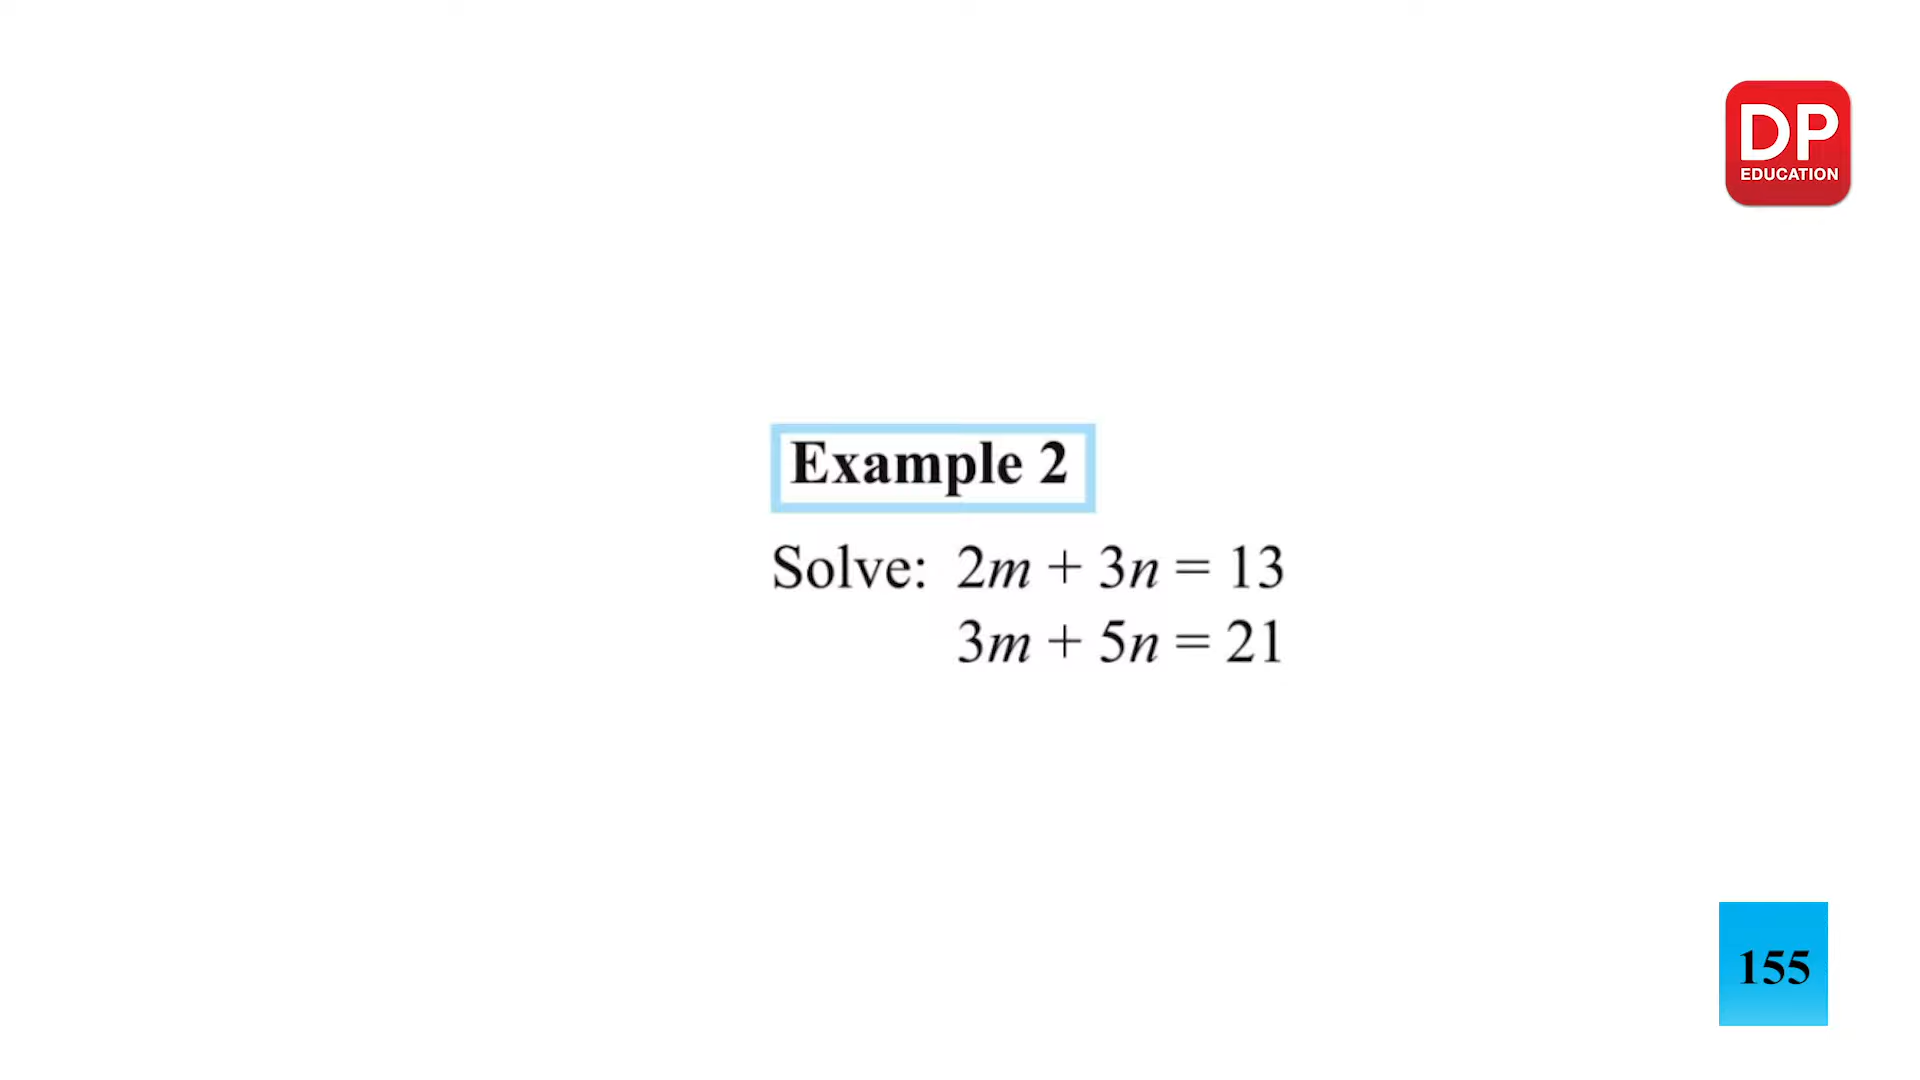 DP
EDUCATION
Example 2
Solve: 2m + 3n = 13
3m + 5n = 21
155